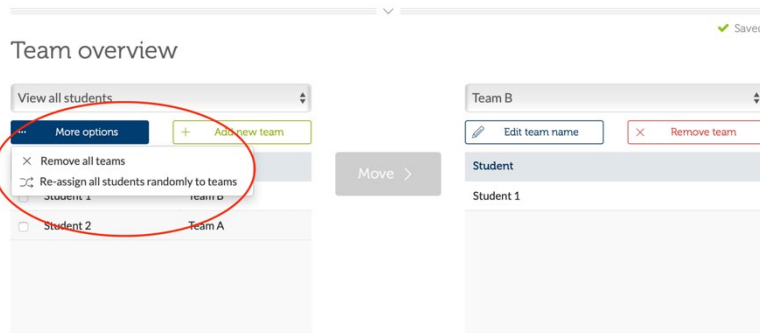 Saved
Team overview
View all students
Team B
More options
Add new team
Edit team name
Remove team
Remove all teams
Re-assign all students randomly to teams
Move
Student
Student 1
Team B
Student 1
Student 2
Team A